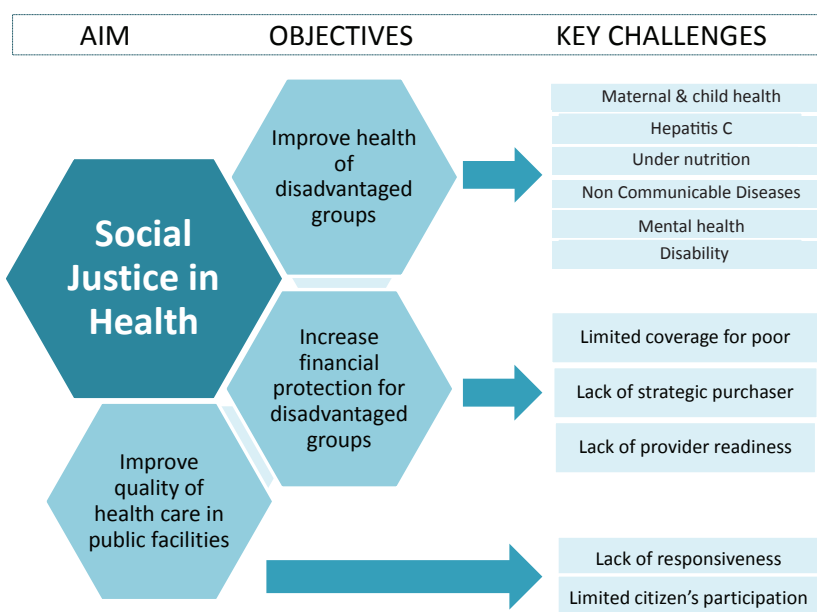 AIM
OBJECTIVES
KEY CHALLENGES
Social
Justice in
Health
Improve health
of
disadvantaged
groups
Maternal & child health
Hepatitis C
Under nutrition
Non Communicable Diseases
Mental health
Disability
Increase
financial
protection for
disadvantaged
groups
Limited coverage for poor
Lack of strategic purchaser
Lack of provider readiness
Improve
quality of
health care in
public facilities
Lack of responsiveness
Limited citizen’s participation